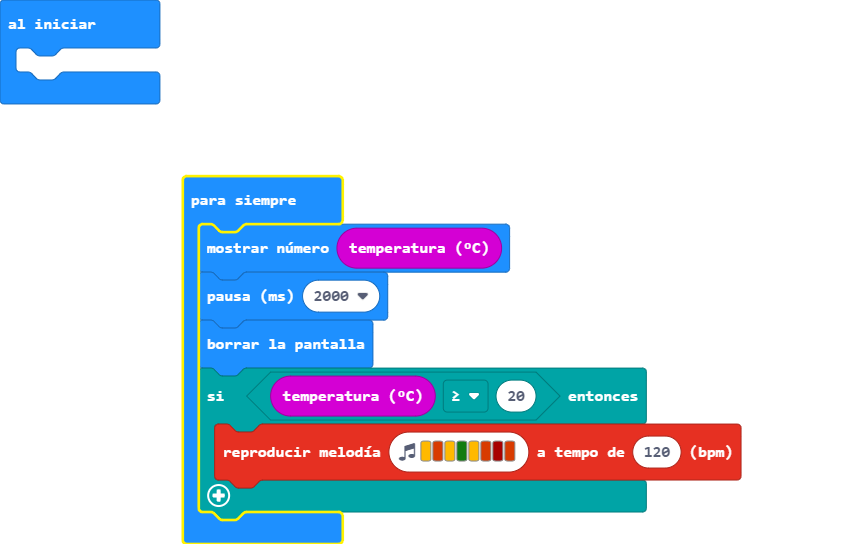 al iniciar
para siempre
mostrar número temperatura (ºC)
pausa (ms) 2000
borrar la pantalla
si temperatura (ºC) ≥ 20 entonces
reproducir melodía a tempo de 120 (bpm)